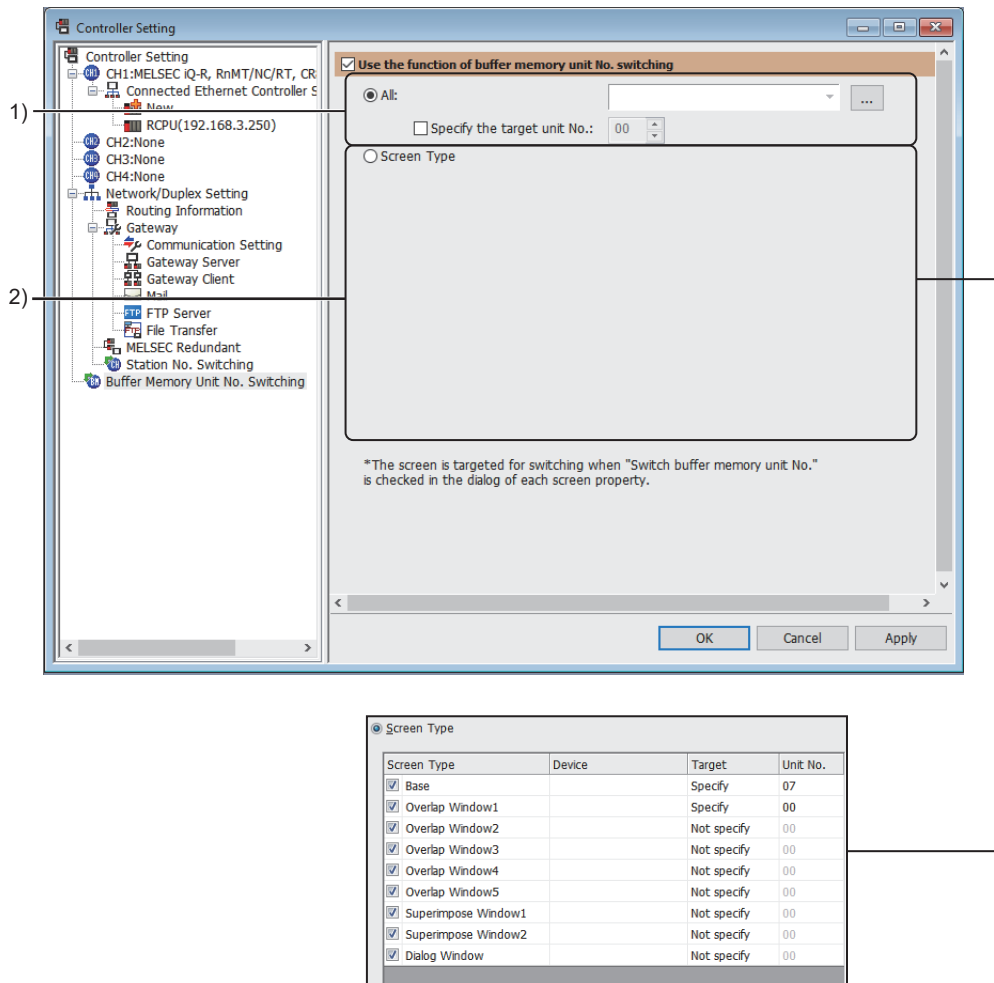 Controller Setting
Controller Setting
CH1:MELSEC iQ-R, RnMT/NC/RT, CR
Connected Ethernet Controller S
New
RCPU(192.168.3.250)
CH2:None
CH3:None
CH4:None
Network/Duplex Setting
Routing Information
Gateway
Communication Setting
Gateway Server
Gateway Client
Mail
FTP Server
File Transfer
MELSEC Redundant
Station No. Switching
Buffer Memory Unit No. Switching
1)
2)
Use the function of buffer memory unit No. switching
All: ...
Specify the target unit No.: 00
Screen Type
*The screen is targeted for switching when "Switch buffer memory unit No."
is checked in the dialog of each screen property.
OK Cancel Apply
Screen Type
Screen Type Device Target Unit No.
Base Specify 07
Overlap Window1 Specify 00
Overlap Window2 Not specify 00
Overlap Window3 Not specify 00
Overlap Window4 Not specify 00
Overlap Window5 Not specify 00
Superimpose Window1 Not specify 00
Superimpose Window2 Not specify 00
Dialog Window Not specify 00